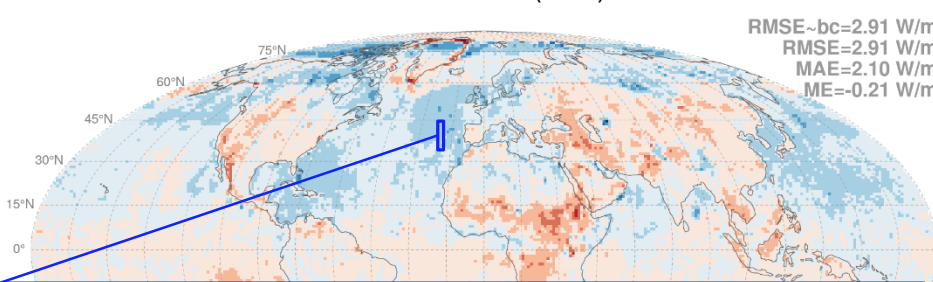 RMSE~bc=2.91 W/m
RMSE=2.91 W/m
MAE=2.10 W/m
ME=-0.21 W/m
75°N
60°N
45°N
30°N
15°N
0°